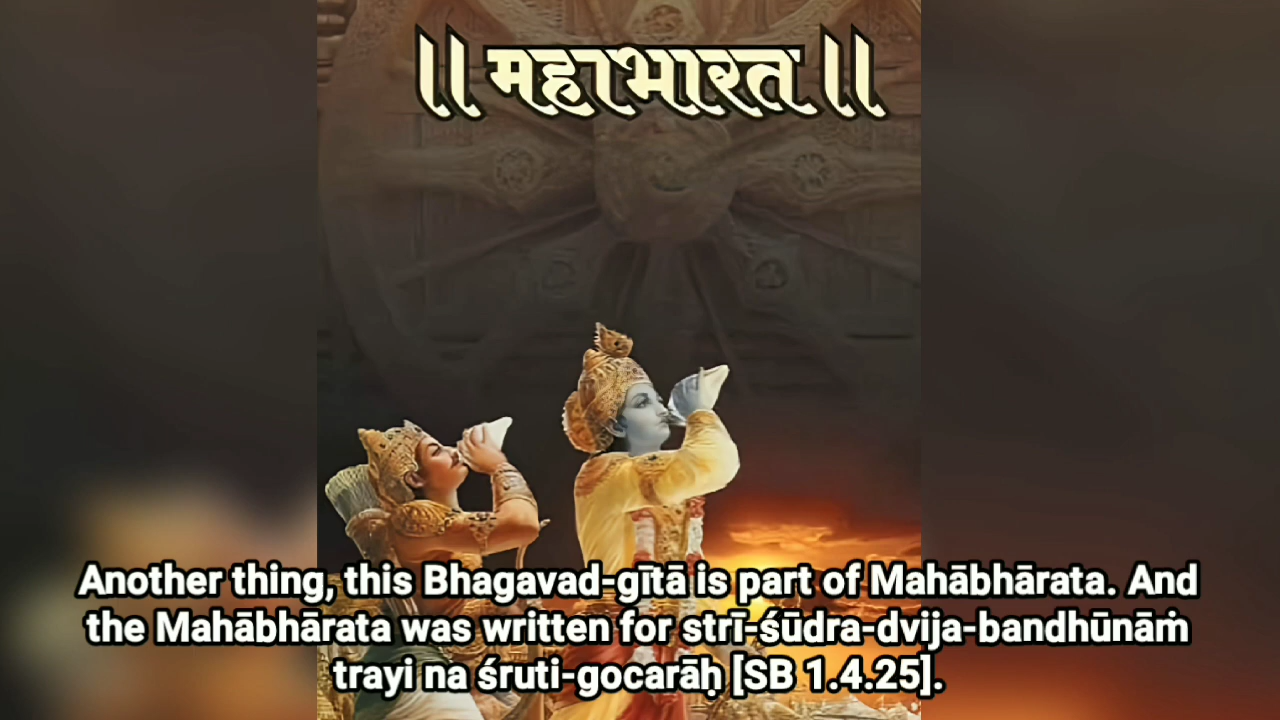 ॥ महाभारत ॥
Another thing, this Bhagavad-gītā is part of Mahābhārata. And
the Mahābhārata was written for strī-śūdra-dvija-bandhūnāṁ
trayi na śruti-gocarāḥ [SB 1.4.25].